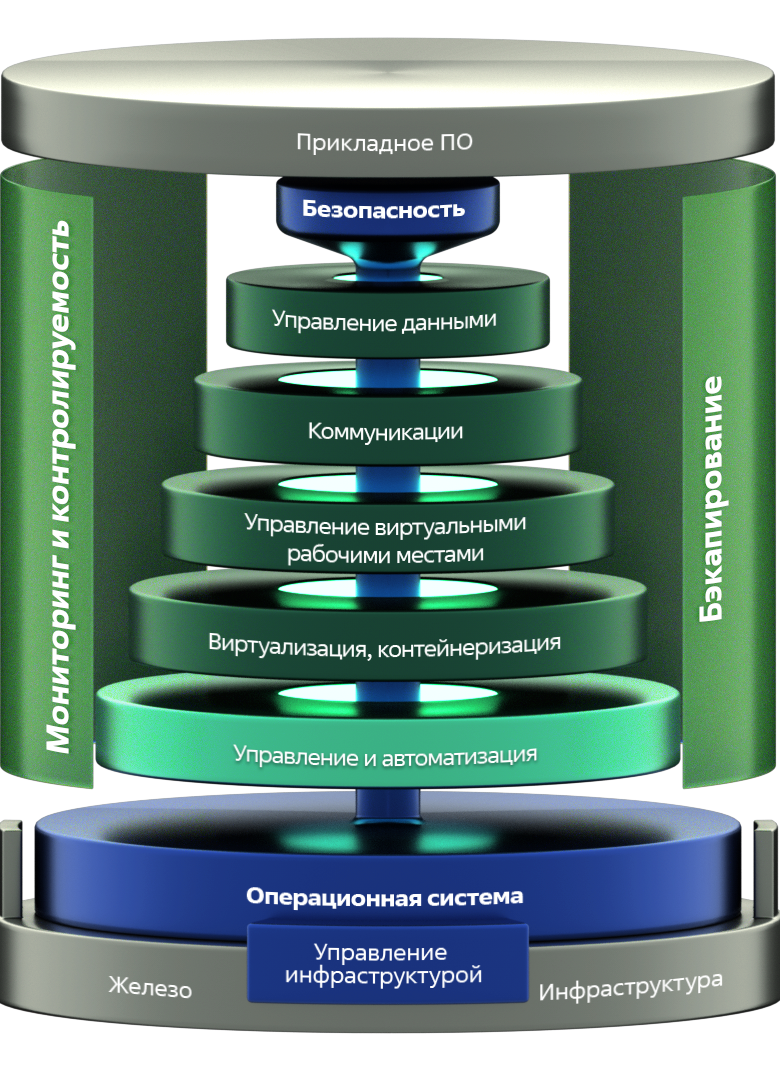 Прикладное ПО
Безопасность
Мониторинг и контролируемость
Управление данными
Коммуникации
Бэкапирование
Управление виртуальными
рабочими местами
Виртуализация, контейнеризация
Управление и автоматизация
Операционная система
Управление
инфраструктурой
Железо
Инфраструктура